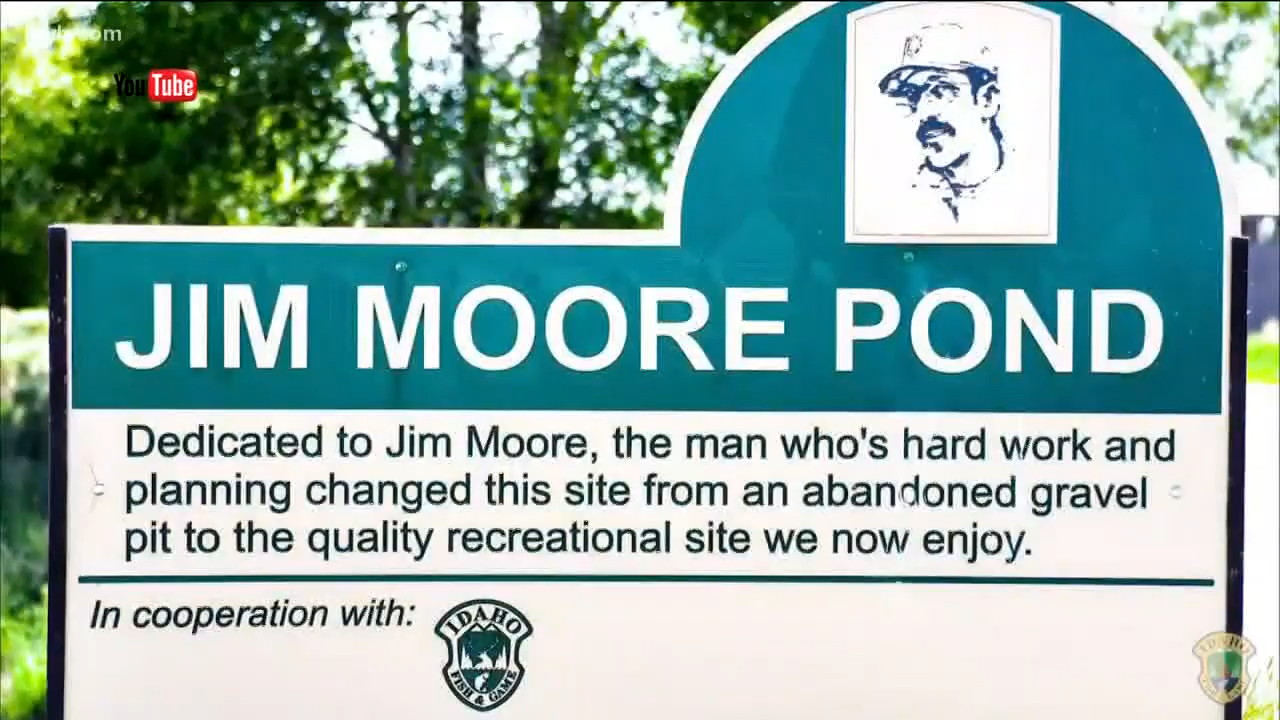 YouTube
JIM MOORE POND
Dedicated to Jim Moore, the man who's hard work and
planning changed this site from an abandoned gravel
pit to the quality recreational site we now enjoy.
In cooperation with:
IDAHO
FISH & GAME
IDAHO